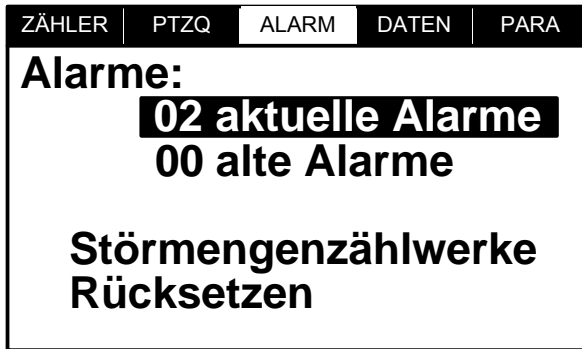 ZÄHLER PTZQ ALARM DATEN PARA
Alarme:
02 aktuelle Alarme
00 alte Alarme
Störmengenzählwerke
Rücksetzen